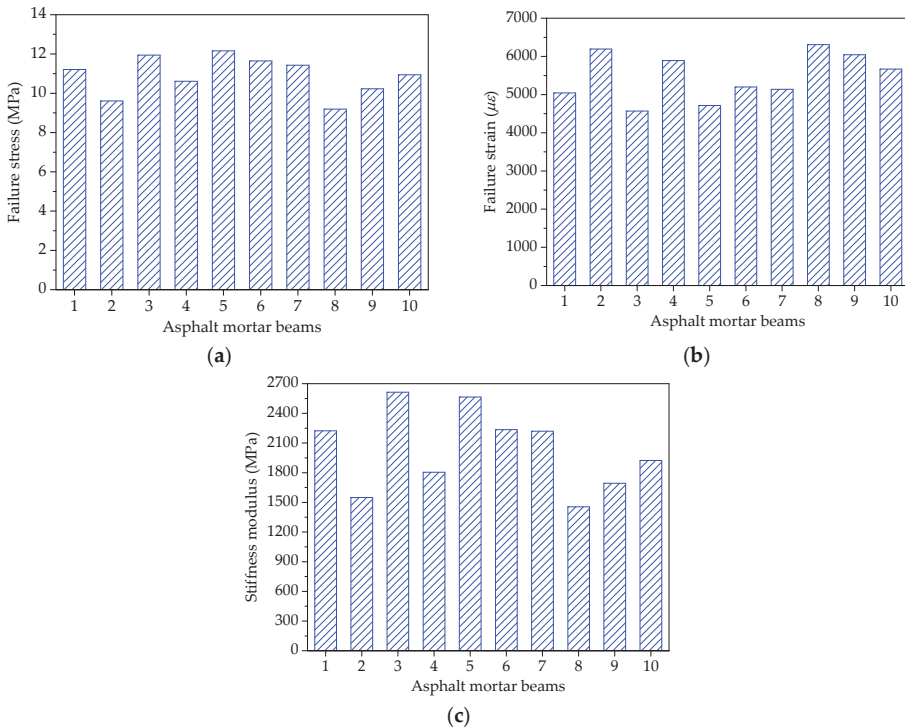 14
12
10
8
6
4
2
0
Failure stress (MPa)
1 2 3 4 5 6 7 8 9 10
Asphalt mortar beams
(a)
7000
6000
5000
4000
3000
2000
1000
0
Failure strain (με)
1 2 3 4 5 6 7 8 9 10
Asphalt mortar beams
(b)
2700
2400
2100
1800
1500
1200
900
600
300
0
Stiffness modulus (MPa)
1 2 3 4 5 6 7 8 9 10
Asphalt mortar beams
(c)